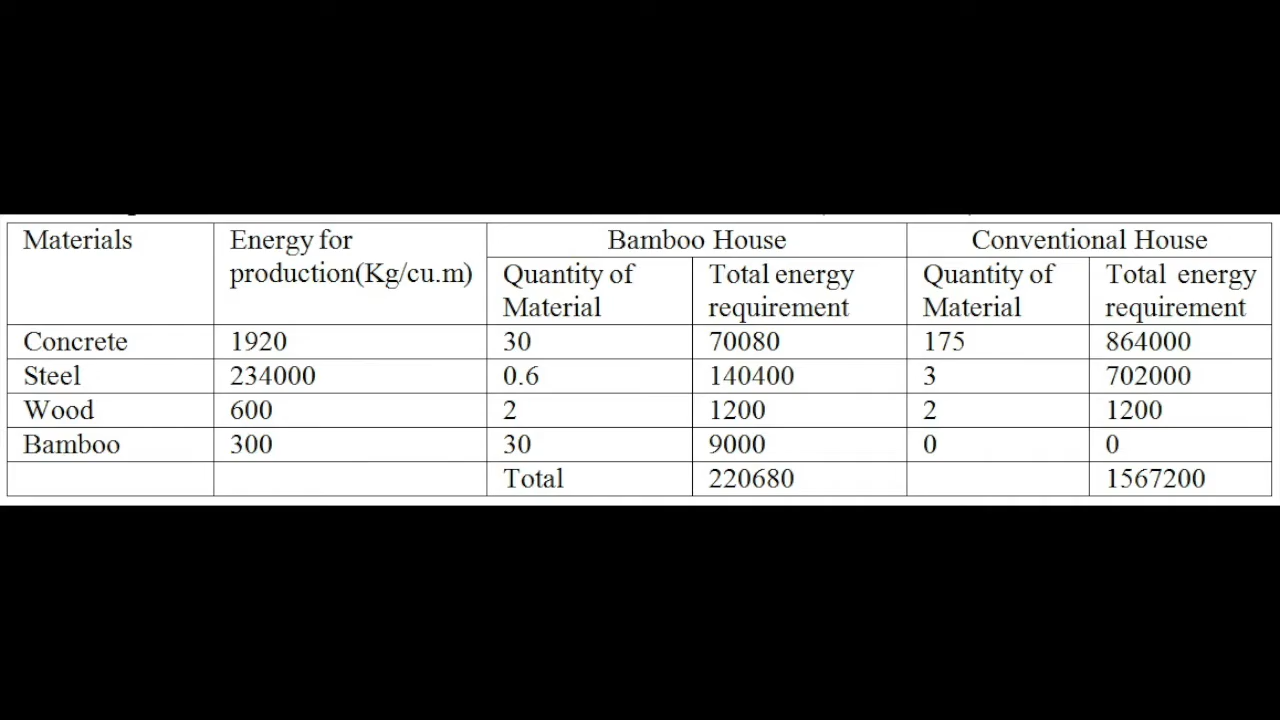 Materials Energy for production(Kg/cu.m) Bamboo House Conventional House
Quantity of Material Total energy requirement Quantity of Material Total energy requirement
Concrete 1920 30 70080 175 864000
Steel 234000 0.6 140400 3 702000
Wood 600 2 1200 2 1200
Bamboo 300 30 9000 0 0
Total 220680 1567200